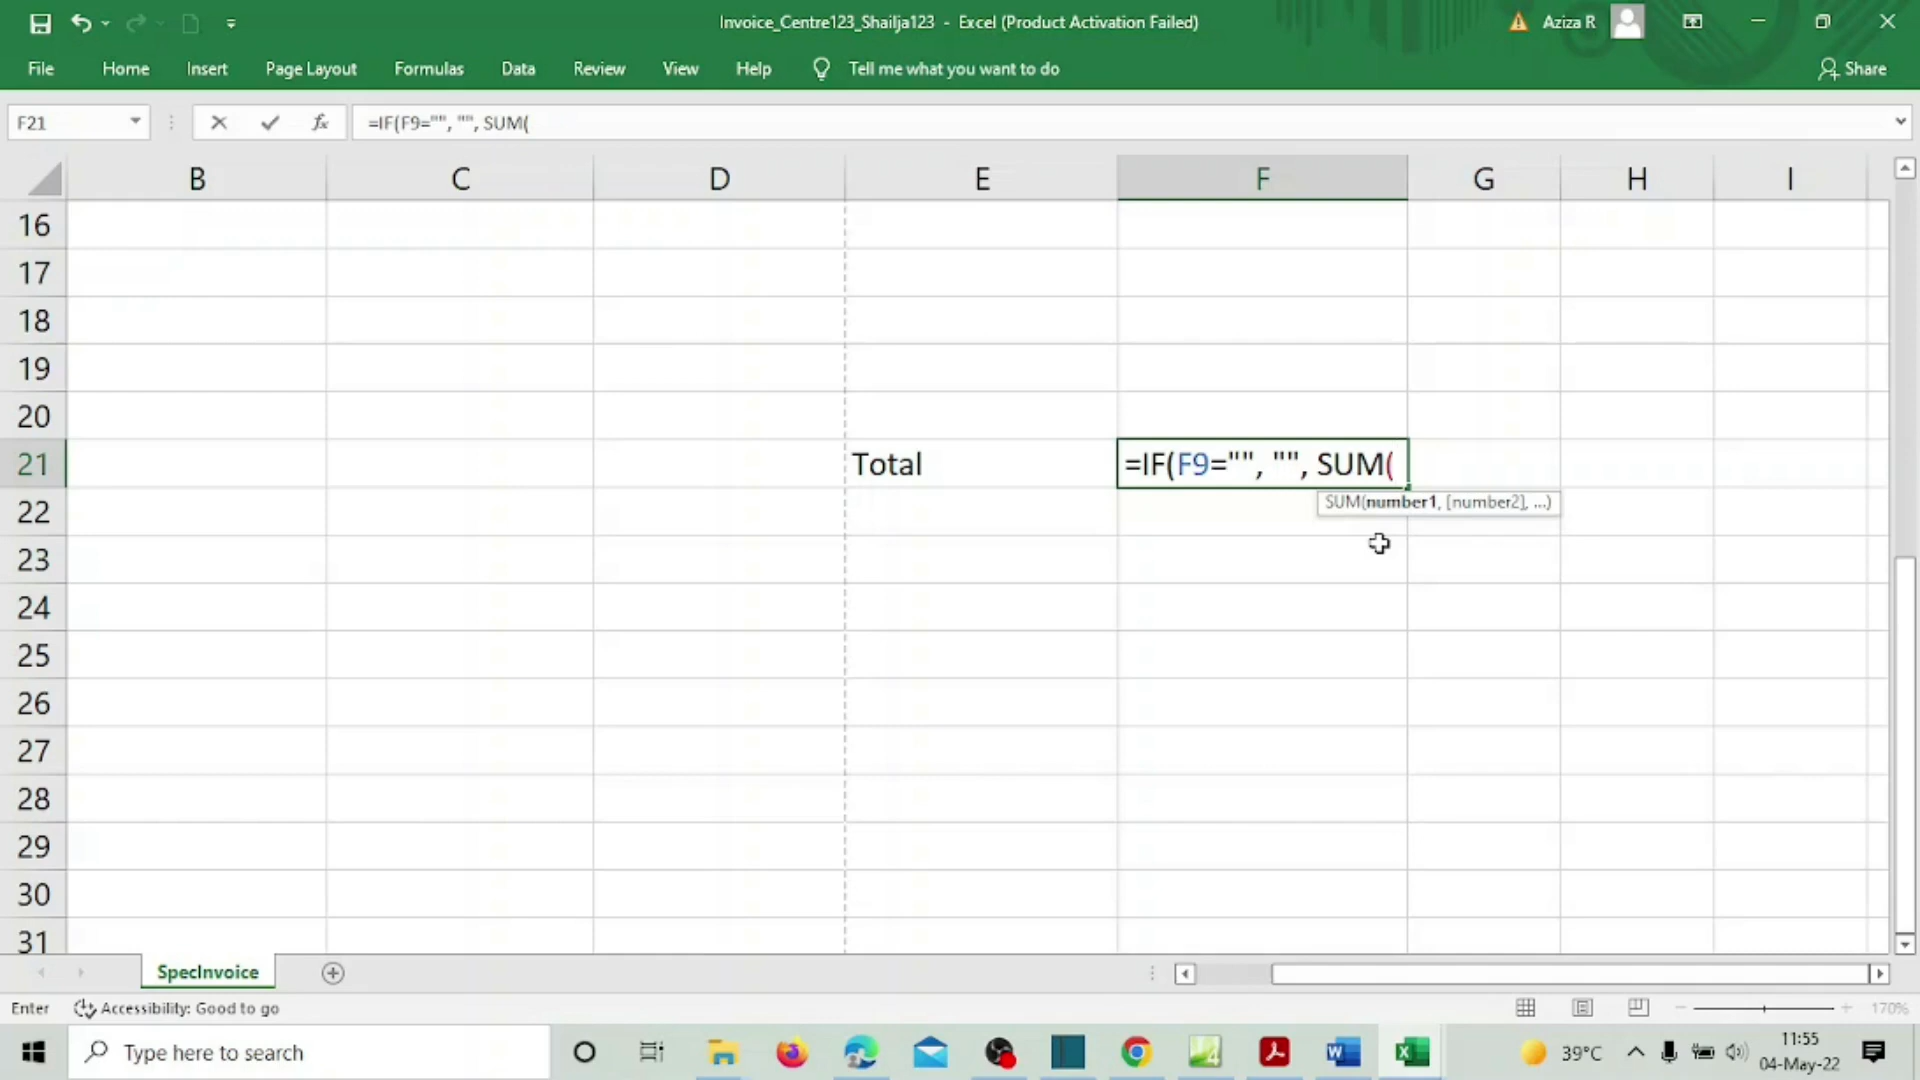 Invoice_Centre123_Shailja123 - Excel (Product Activation Failed)
Aziza R
File Home Insert Page Layout Formulas Data Review View Help Tell me what you want to do Share
F21 fx =IF(F9="", "", SUM(
B C D E F G H I
16
17
18
19
20
21 Total =IF(F9="", "", SUM(
SUM(number1, [number2], ...)
22
23
24
25
26
27
28
29
30
31
SpecInvoice
Enter Accessibility: Good to go 170%
Type here to search 39°C 11:55
04-May-22